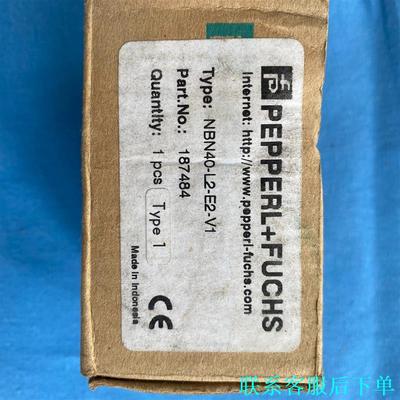 PEPPERL+FUCHS
Internet: http://www.pepperl-fuchs.com
Type: NBN40-L2-E2-V1
Part.No.: 187484
Quantity: 1 pcs
Type 1
Made in Indonesia
CE
联系客服后下单